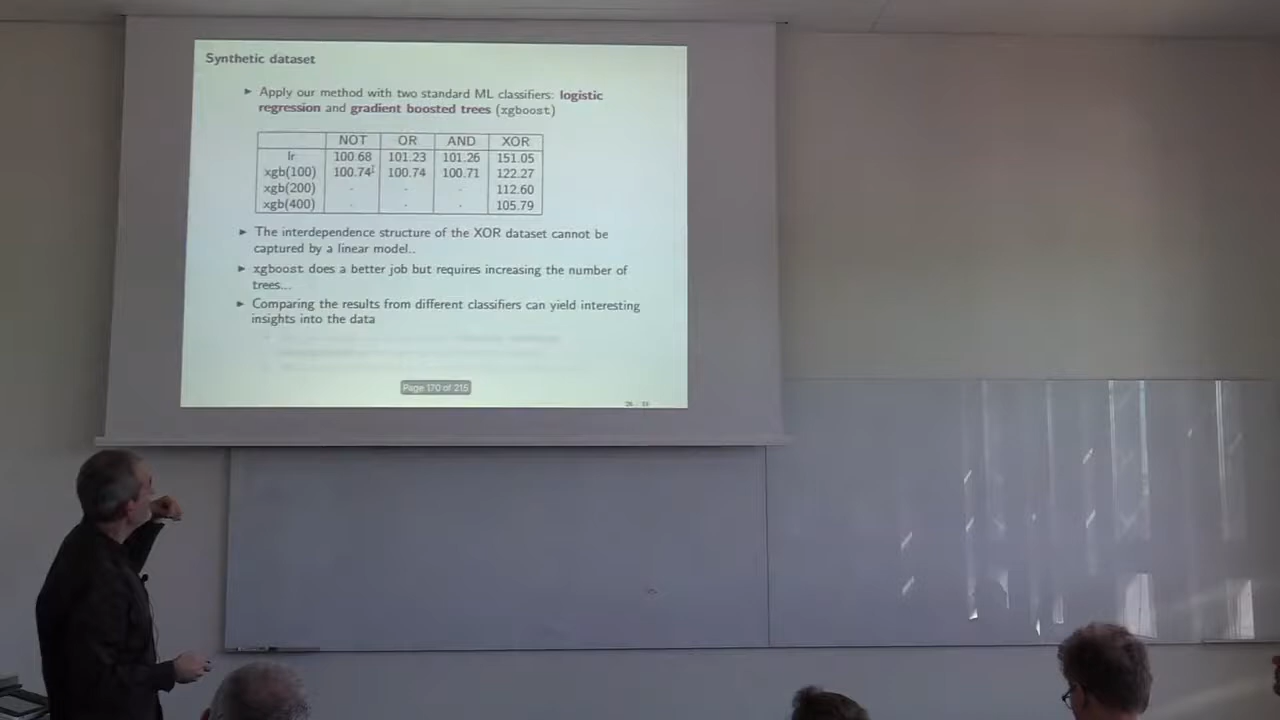 Synthetic dataset
► Apply our method with two standard ML classifiers: logistic
regression and gradient boosted trees (xgboost)
NOT OR AND XOR
lr 100.68 101.23 101.26 151.05
xgb(100) 100.74 100.74 100.71 122.27
xgb(200) - - - 112.60
xgb(400) - - - 105.79
► The interdependence structure of the XOR dataset cannot be
captured by a linear model..
► xgboost does a better job but requires increasing the number of
trees...
► Comparing the results from different classifiers can yield interesting
insights into the data
Page 170 of 215